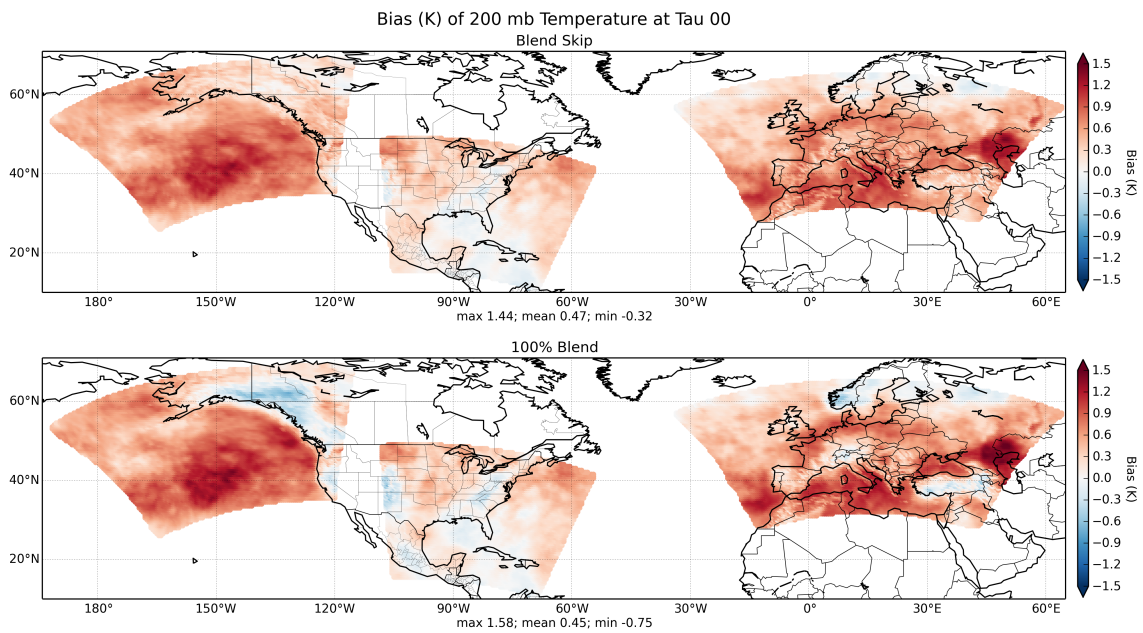 Bias (K) of 200 mb Temperature at Tau 00
Blend Skip
60°N
40°N
20°N
180°
150°W
120°W
90°W
60°W
30°W
0°
30°E
60°E
max 1.44; mean 0.47; min -0.32
1.5
1.2
0.9
0.6
0.3
0.0
−0.3
−0.6
−0.9
−1.2
−1.5
Bias (K)
100% Blend
60°N
40°N
20°N
180°
150°W
120°W
90°W
60°W
30°W
0°
30°E
60°E
max 1.58; mean 0.45; min -0.75
1.5
1.2
0.9
0.6
0.3
0.0
−0.3
−0.6
−0.9
−1.2
−1.5
Bias (K)